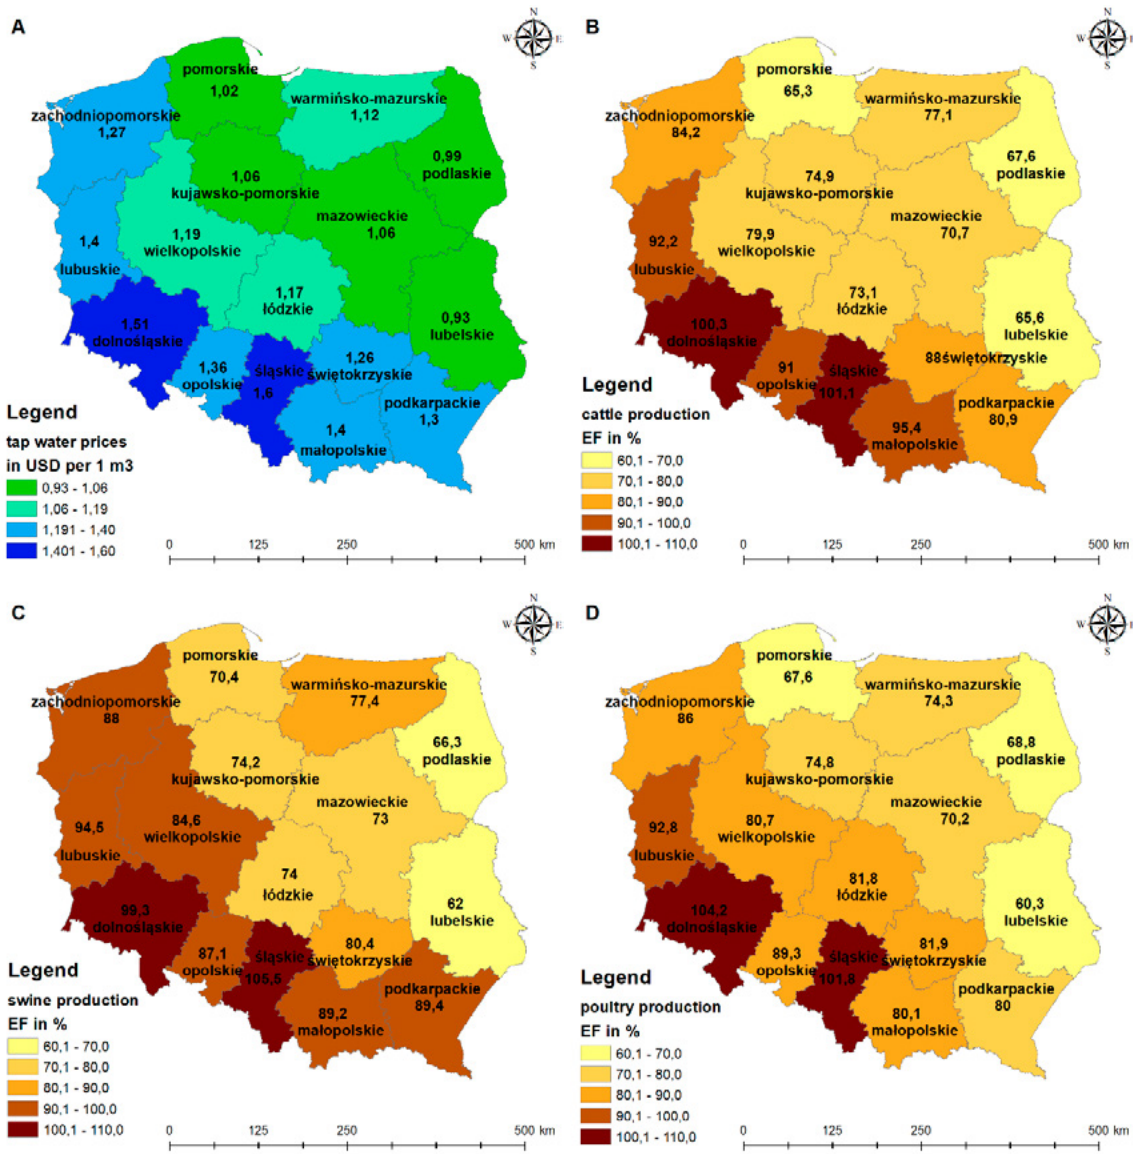 A
N
W E
S
pomorskie
1,02
warmińsko-mazurskie
1,12
zachodniopomorskie
1,27
0,99
podlaskie
1,06
kujawsko-pomorskie
mazowieckie
1,06
1,19
wielkopolskie
1,4
lubuskie
1,17
łódzkie
0,93
lubelskie
1,51
dolnośląskie
1,36
opolskie
śląskie
1,6
1,26
świętokrzyskie
podkarpackie
1,3
1,4
małopolskie
Legend
tap water prices
in USD per 1 m3
0,93 - 1,06
1,06 - 1,19
1,191 - 1,40
1,401 - 1,60
0 125 250 500 km
B
N
W E
S
pomorskie
65,3
warmińsko-mazurskie
77,1
zachodniopomorskie
84,2
67,6
podlaskie
74,9
kujawsko-pomorskie
mazowieckie
70,7
79,9
wielkopolskie
92,2
lubuskie
73,1
łódzkie
65,6
lubelskie
100,3
dolnośląskie
91
opolskie
śląskie
101,1
88świętokrzyskie
podkarpackie
80,9
95,4
małopolskie
Legend
cattle production
EF in %
60,1 - 70,0
70,1 - 80,0
80,1 - 90,0
90,1 - 100,0
100,1 - 110,0
0 125 250 500 km
C
N
W E
S
pomorskie
70,4
warmińsko-mazurskie
77,4
zachodniopomorskie
88
66,3
podlaskie
74,2
kujawsko-pomorskie
mazowieckie
73
84,6
wielkopolskie
94,5
lubuskie
74
łódzkie
62
lubelskie
99,3
dolnośląskie
87,1
opolskie
śląskie
105,5
80,4
świętokrzyskie
podkarpackie
89,4
89,2
małopolskie
Legend
swine production
EF in %
60,1 - 70,0
70,1 - 80,0
80,1 - 90,0
90,1 - 100,0
100,1 - 110,0
0 125 250 500 km
D
N
W E
S
pomorskie
67,6
warmińsko-mazurskie
74,3
zachodniopomorskie
86
68,8
podlaskie
74,8
kujawsko-pomorskie
mazowieckie
70,2
80,7
wielkopolskie
92,8
lubuskie
81,8
łódzkie
60,3
lubelskie
104,2
dolnośląskie
89,3
opolskie
śląskie
101,8
81,9
świętokrzyskie
podkarpackie
80
80,1
małopolskie
Legend
poultry production
EF in %
60,1 - 70,0
70,1 - 80,0
80,1 - 90,0
90,1 - 100,0
100,1 - 110,0
0 125 250 500 km